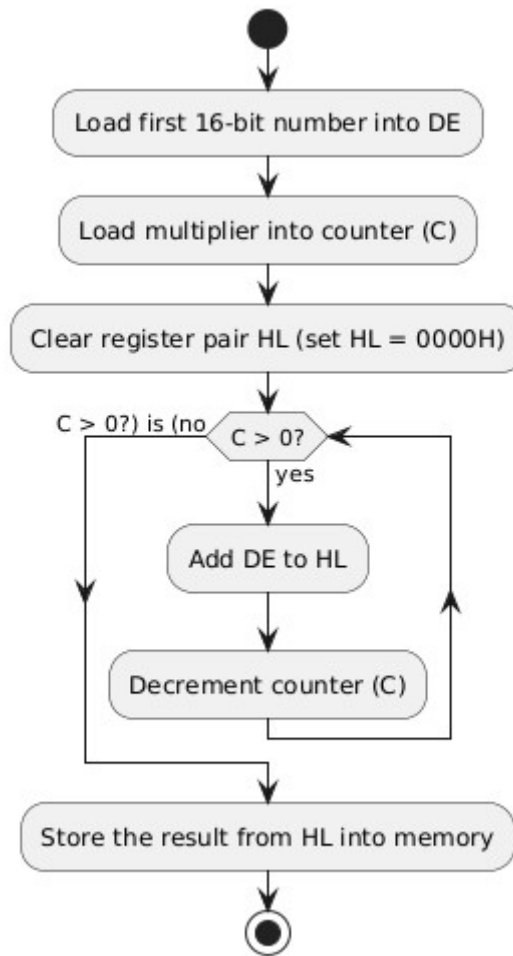 Load first 16-bit number into DE
Load multiplier into counter (C)
Clear register pair HL (set HL = 0000H)
C > 0?) is (no
C > 0?
yes
Add DE to HL
Decrement counter (C)
Store the result from HL into memory